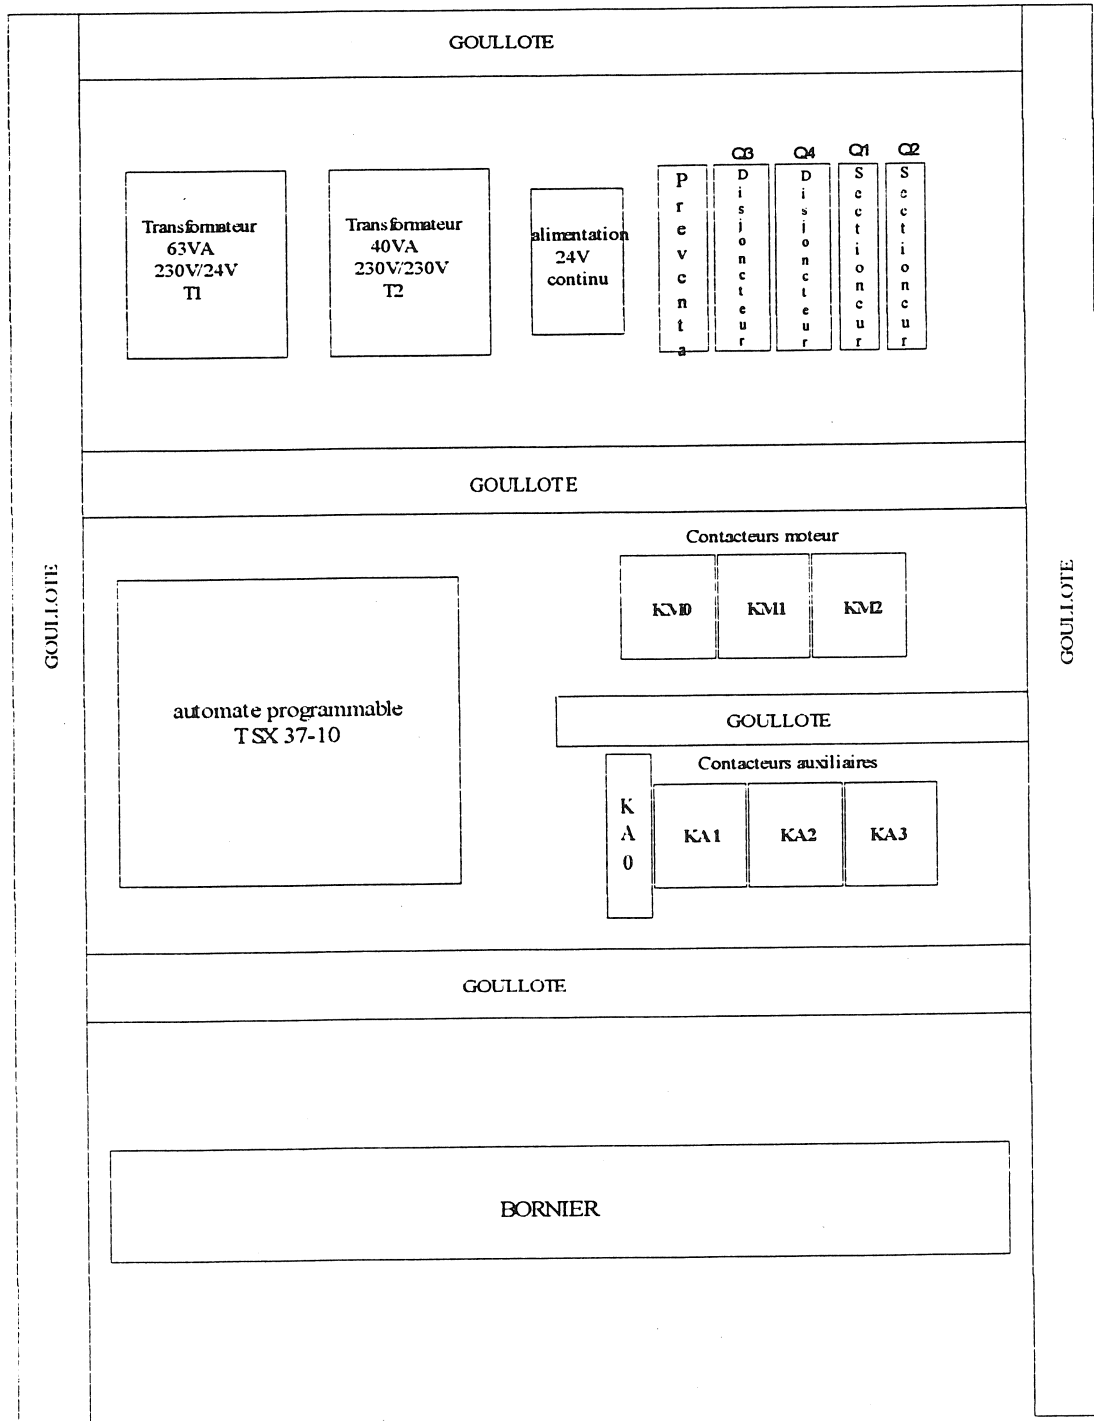 GOULLOTE
Q3 Q4 Q1 Q2
Transformateur
63VA
230V/24V
T1
Transformateur
40VA
230V/230V
T2
alimentation
24V
continu
Preventa
Disjoncteur
Disjoncteur
Sectioneur
Sectioneur
GOULLOTE
GOULLOTE
GOULLOTE
Contacteurs moteur
KM0 KM1 KM2
automate programmable
TSX 37-10
GOULLOTE
Contacteurs auxiliaires
KA0
KA1 KA2 KA3
GOULLOTE
BORNIER